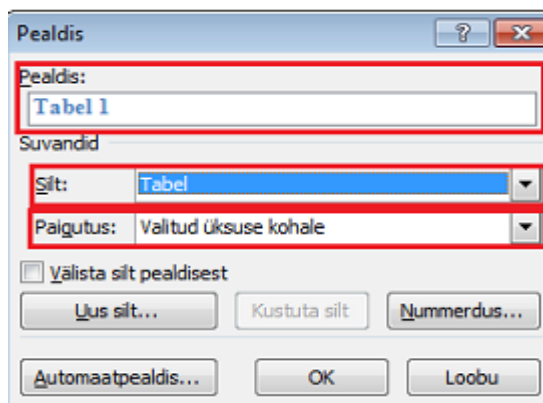 Pealdis
Pealdis:
Tabel 1
Suvandid
Silt: Tabel
Paigutus: Valitud üksuse kohale
Välista silt pealdisest
Uus silt... Kustuta silt Nummerdus...
Automaatpealdis... OK Loobu